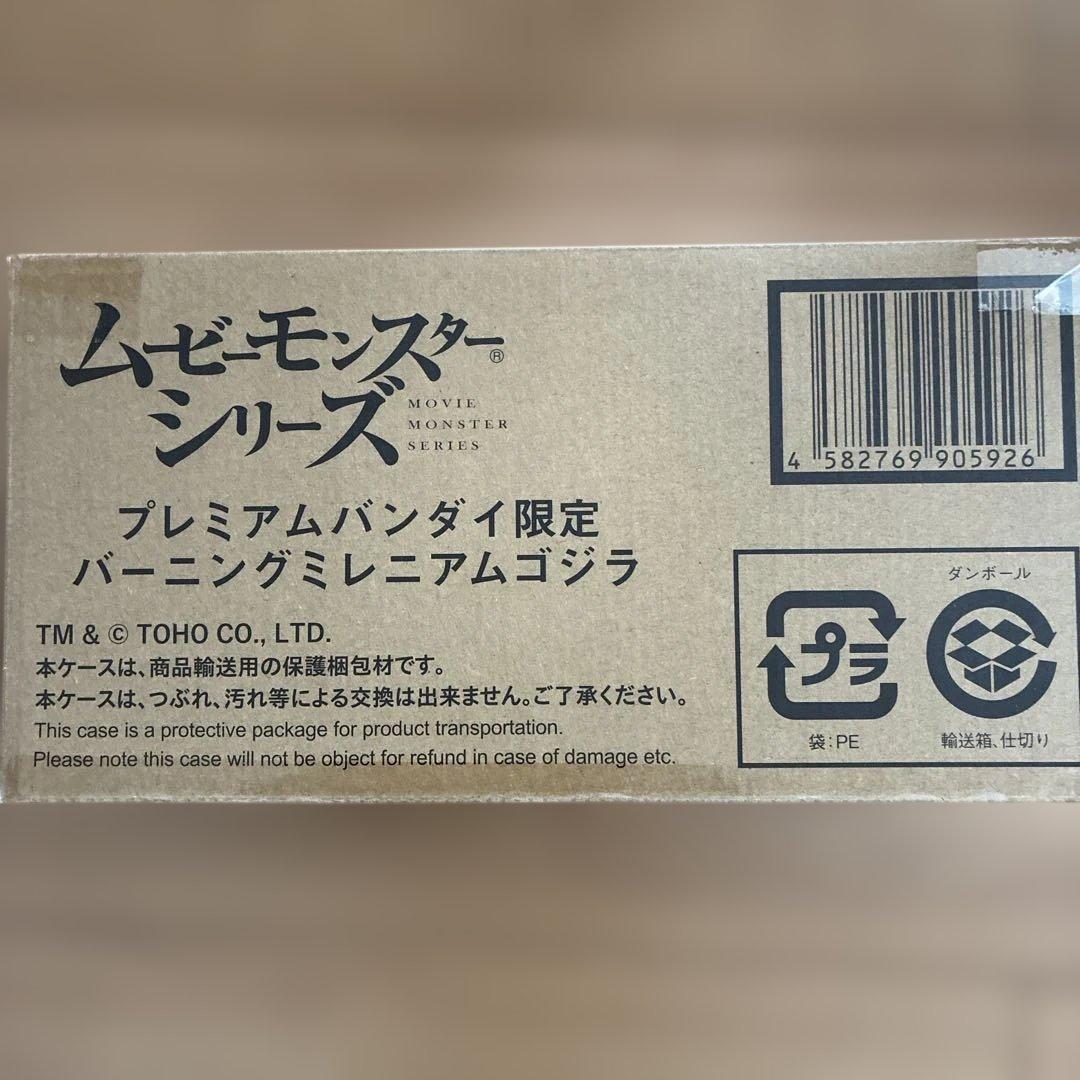 ムービーモンスター®
シリーズ
MOVIE
MONSTER
SERIES
プレミアムバンダイ限定
バーニングミレニアムゴジラ
TM & © TOHO CO., LTD.
本ケースは、商品輸送用の保護梱包材です。
本ケースは、つぶれ、汚れ等による交換は出来ません。ご了承ください。
This case is a protective package for product transportation.
Please note this case will not be object for refund in case of damage etc.
4 582769 905926
プラ
袋:PE
ダンボール
輸送箱、仕切り